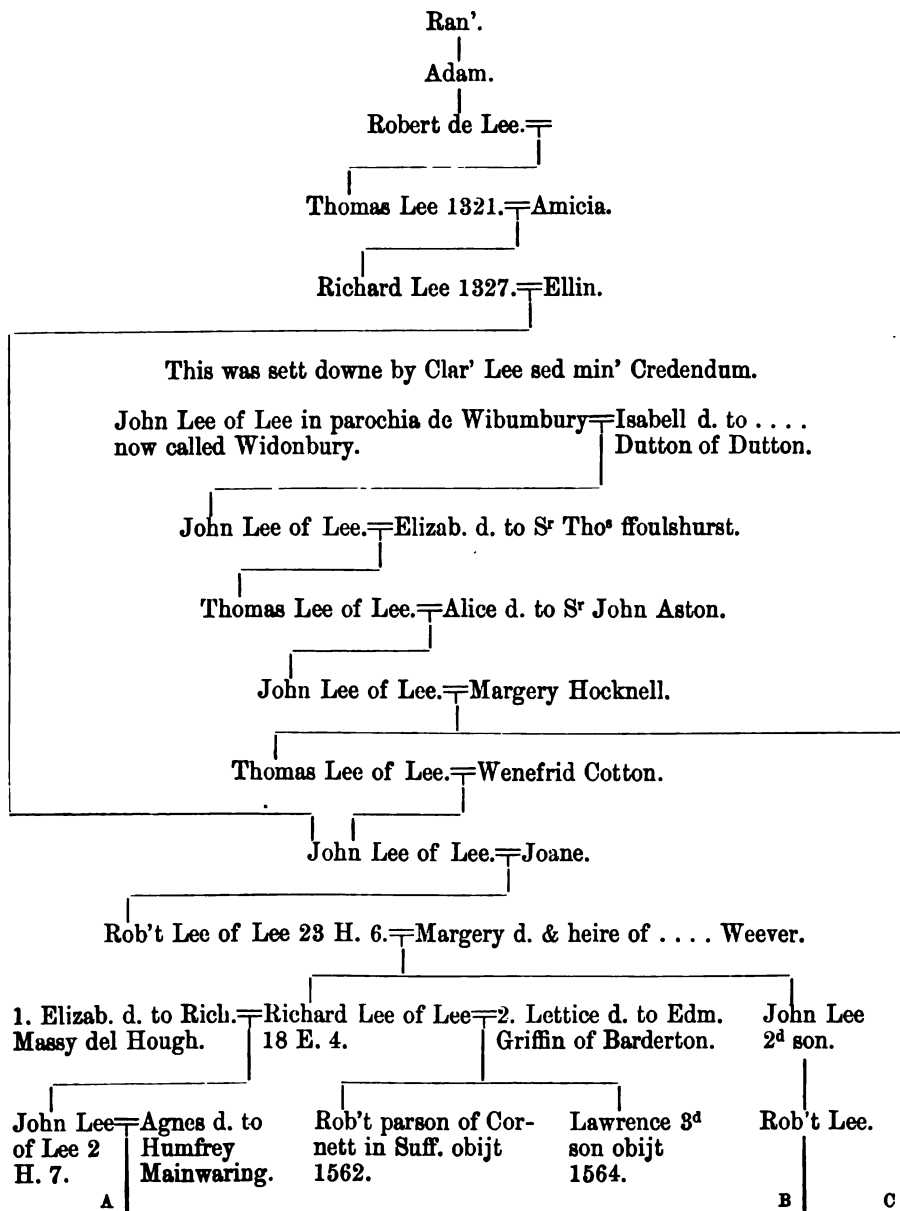 Ran'.
Adam.
Robert de Lee.
Thomas Lee 1321. Amicia.
Richard Lee 1327. Ellin.
This was sett downe by Clar' Lee sed min' Credendum.
John Lee of Lee in parochia de Wibumbury Isabell d. to ....
now called Widonbury. Dutton of Dutton.
John Lee of Lee. Elizab. d. to Sʳ Thoˢ ffoulshurst.
Thomas Lee of Lee. Alice d. to Sʳ John Aston.
John Lee of Lee. Margery Hocknell.
Thomas Lee of Lee. Wenefrid Cotton.
John Lee of Lee. Joane.
Rob't Lee of Lee 23 H. 6. Margery d. & heire of .... Weever.
1. Elizab. d. to Rich.
Massy del Hough.
Richard Lee of Lee
18 E. 4.
2. Lettice d. to Edm.
Griffin of Barderton.
John Lee
2ᵈ son.
John Lee
of Lee 2
H. 7.
Agnes d. to
Humfrey
Mainwaring.
Rob't parson of Cor-
nett in Suff. obijt
1562.
Lawrence 3ᵈ
son obijt
1564.
Rob't Lee.
A B C